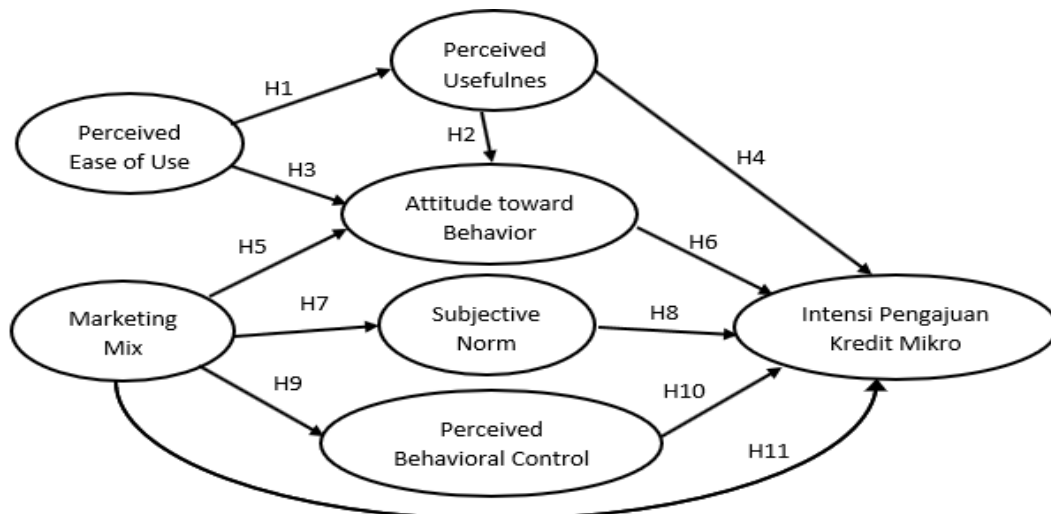 Perceived
Usefulnes
H1
Perceived
Ease of Use
H2
H4
H3
Attitude toward
Behavior
H5
H6
Marketing
Mix
H7
Subjective
Norm
H8
Intensi Pengajuan
Kredit Mikro
H9
H10
Perceived
Behavioral Control
H11